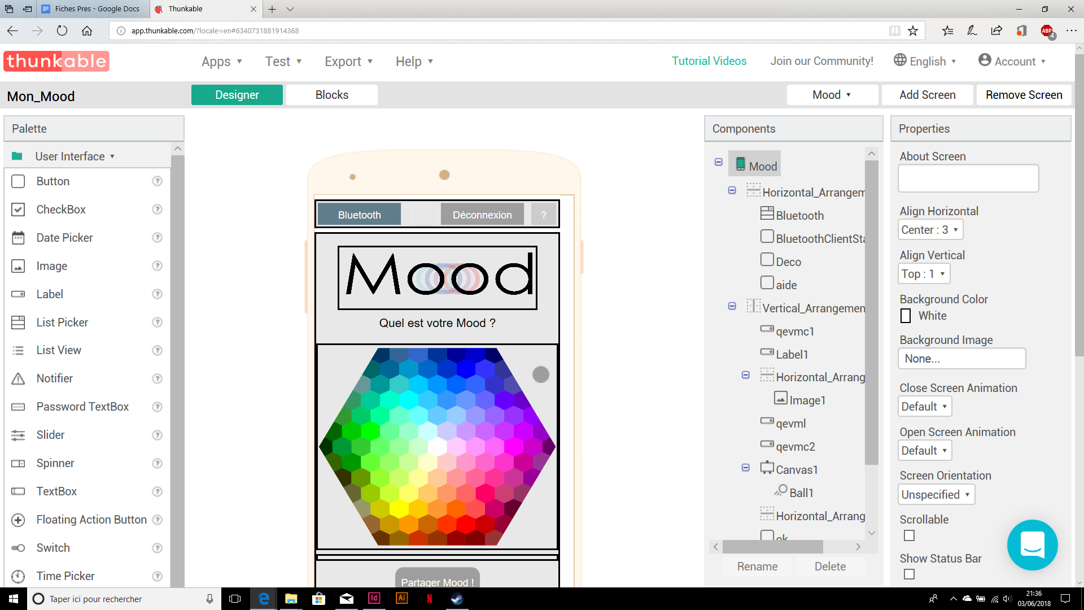 Fiches Pres - Google Docs
Thunkable
app.thunkable.com/?locale=en#6340731881914368
ABP
4
thunkable
Apps
Test
Export
Help
Tutorial Videos
Join our Community!
English
Account
Mon_Mood
Designer
Blocks
Mood
Add Screen
Remove Screen
Palette
User Interface
Button
CheckBox
Date Picker
Image
Label
List Picker
List View
Notifier
Password TextBox
Slider
Spinner
TextBox
Floating Action Button
Switch
Time Picker
Bluetooth
Déconnexion
?
Mood
Quel est votre Mood ?
Partager Mood !
Components
Mood
Horizontal_Arrangem
Bluetooth
BluetoothClientSta
Deco
aide
Vertical_Arrangemen
qevmc1
Label1
Horizontal_Arrang
Image1
qevml
qevmc2
Canvas1
Ball1
Horizontal_Arrang
ok
Rename
Delete
Properties
About Screen
Align Horizontal
Center : 3
Align Vertical
Top : 1
Background Color
White
Background Image
None...
Close Screen Animation
Default
Open Screen Animation
Default
Screen Orientation
Unspecified
Scrollable
Show Status Bar
Taper ici pour rechercher
21:36
03/06/2018